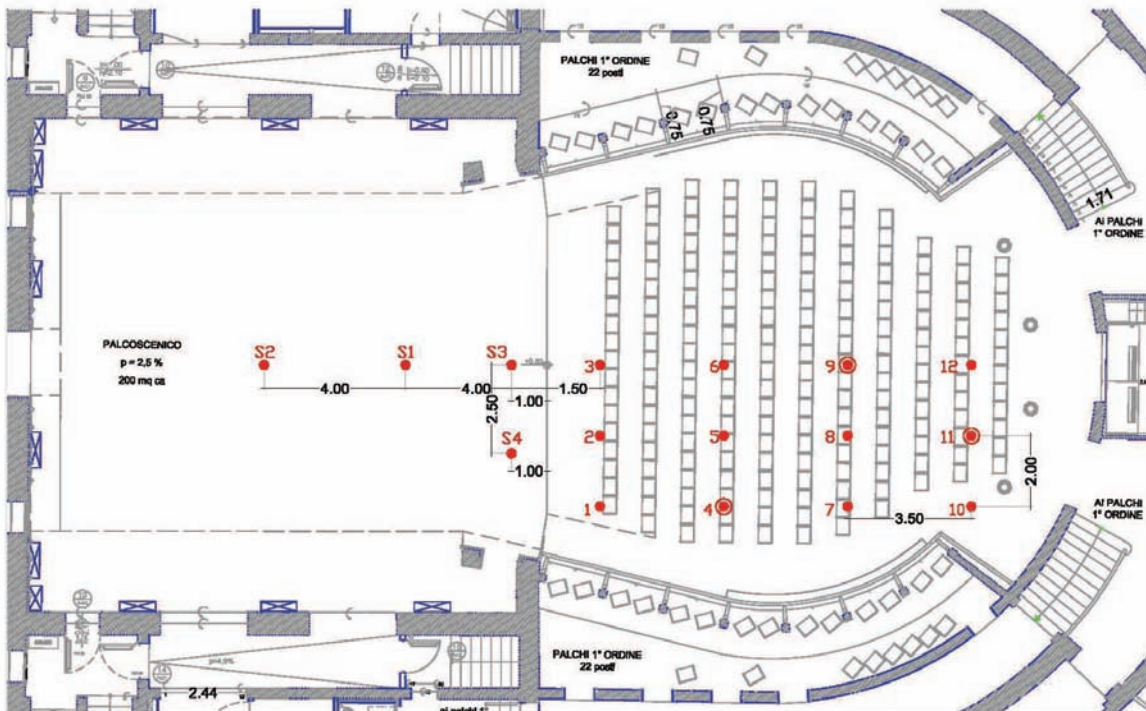 PALCHI 1° ORDINE
22 posti
0,75
0,75
1.71
AI PALCHI
1° ORDINE
PALCOSCENICO
p = 2,5 %
200 mq ca
S2
S1
S3
3
6
9
12
4.00
4.00
1.50
1.00
2.50
S4
2
5
8
11
1.00
2.00
1
4
7
10
3.50
AI PALCHI
1° ORDINE
PALCHI 1° ORDINE
22 posti
2.44
ai palchi 1°